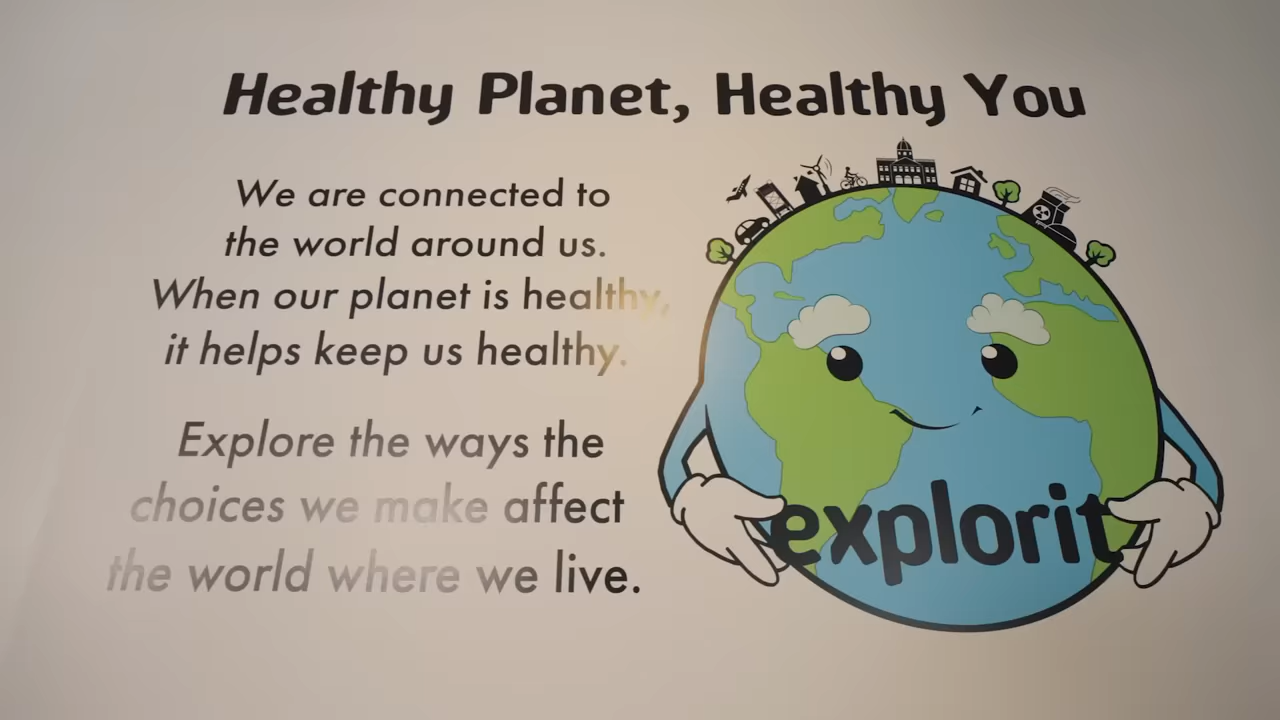 Healthy Planet, Healthy You
We are connected to
the world around us.
When our planet is healthy,
it helps keep us healthy.
Explore the ways the
choices we make affect
the world where we live.
explorit